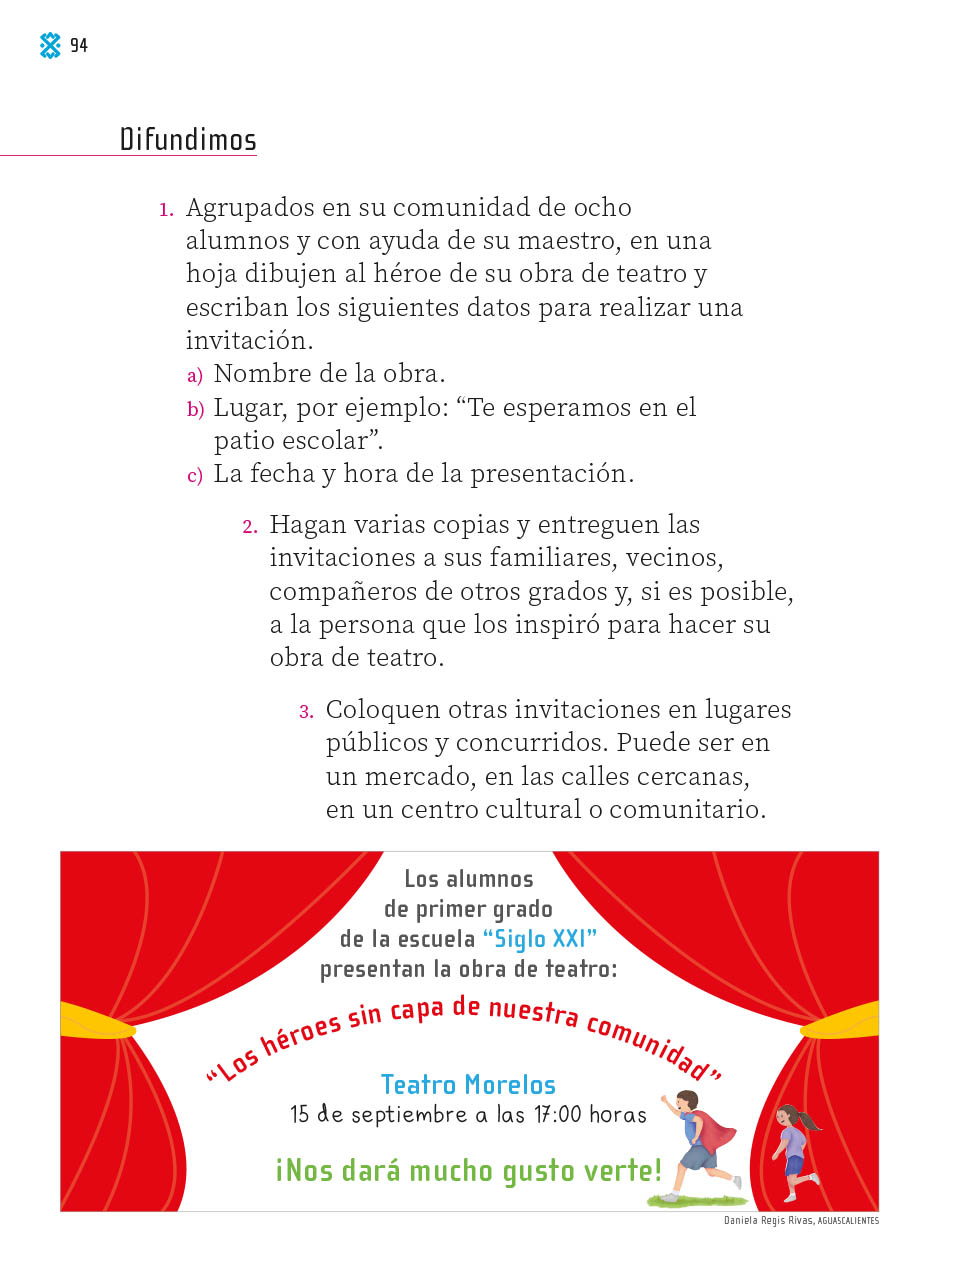 94
Difundimos
1. Agrupados en su comunidad de ocho
alumnos y con ayuda de su maestro, en una
hoja dibujen al héroe de su obra de teatro y
escriban los siguientes datos para realizar una
invitación.
a) Nombre de la obra.
b) Lugar, por ejemplo: “Te esperamos en el
patio escolar”.
c) La fecha y hora de la presentación.
2. Hagan varias copias y entreguen las
invitaciones a sus familiares, vecinos,
compañeros de otros grados y, si es posible,
a la persona que los inspiró para hacer su
obra de teatro.
3. Coloquen otras invitaciones en lugares
públicos y concurridos. Puede ser en
un mercado, en las calles cercanas,
en un centro cultural o comunitario.
Los alumnos
de primer grado
de la escuela “Siglo XXI”
presentan la obra de teatro:
“Los héroes sin capa de nuestra comunidad”
Teatro Morelos
15 de septiembre a las 17:00 horas
¡Nos dará mucho gusto verte!
Daniela Regis Rivas, AGUASCALIENTES